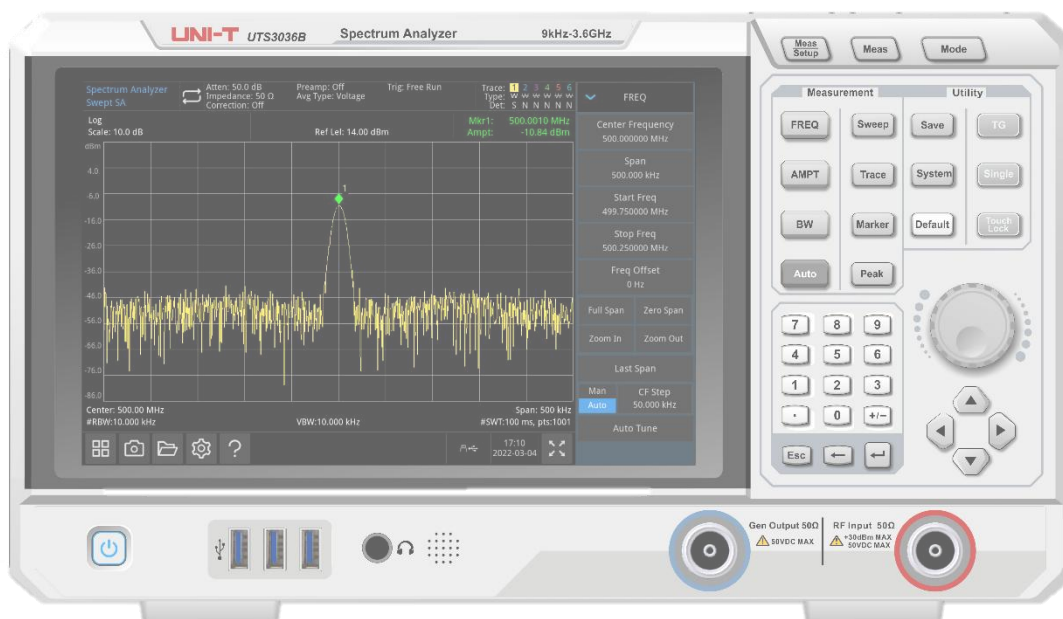 UNI-T UTS3036B Spectrum Analyzer 9kHz-3.6GHz
Spectrum Analyzer
Swept SA
Atten: 50.0 dB
Impedance: 50 Ω
Correction: Off
Preamp: Off
Avg Type: Voltage
Trig: Free Run
Trace: 1 2 3 4 5 6
Type: W W W W W W
Det: S N N N N N
Log
Scale: 10.0 dB
Ref Lel: 14.00 dBm
Mkr1: 500.0010 MHz
Ampt: -10.84 dBm
dBm
4.0
-6.0
-16.0
-26.0
-36.0
-46.0
-56.0
-66.0
-76.0
-86.0
1
Center: 500.00 MHz
#RBW:10.000 kHz
VBW:10.000 kHz
Span: 500 kHz
#SWT:100 ms, pts:1001
17:10
2022-03-04
FREQ
Center Frequency
500.000000 MHz
Span
500.000 kHz
Start Freq
499.750000 MHz
Stop Freq
500.250000 MHz
Freq Offset
0 Hz
Full Span Zero Span
Zoom In Zoom Out
Last Span
Man
Auto
CF Step
50.000 kHz
Auto Tune
Meas
Setup
Meas
Mode
Measurement Utility
FREQ Sweep Save TG
AMPT Trace System Single
BW Marker Default Touch
Lock
Auto Peak
7 8 9
4 5 6
1 2 3
. 0 +/−
Esc
Gen Output 50Ω
50VDC MAX
RF Input 50Ω
+30dBm MAX
50VDC MAX